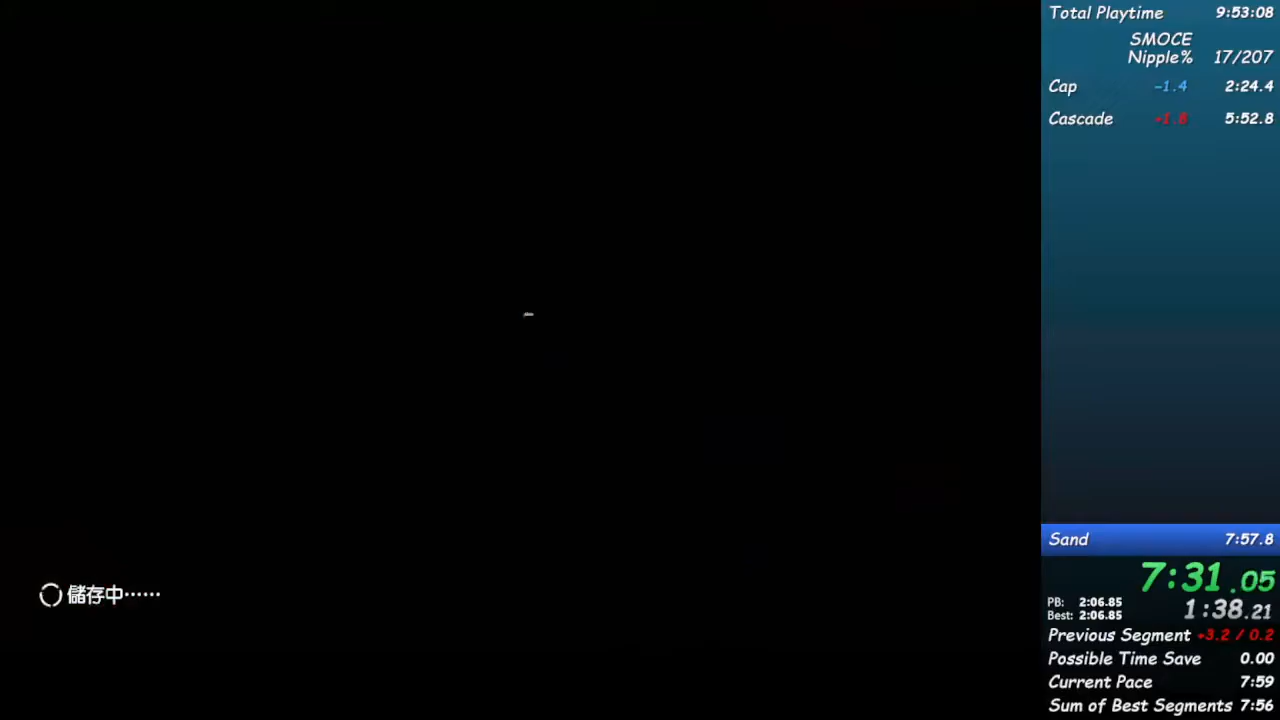 Total Playtime 9:53:08
SMOCE
Nipple% 17/207
Cap -1.4 2:24.4
Cascade +1.8 5:52.8
儲存中⋯⋯
Sand 7:57.8
7:31.05
PB: 2:06.85
Best: 2:06.85
1:38.21
Previous Segment +3.2 / 0.2
Possible Time Save 0.00
Current Pace 7:59
Sum of Best Segments 7:56